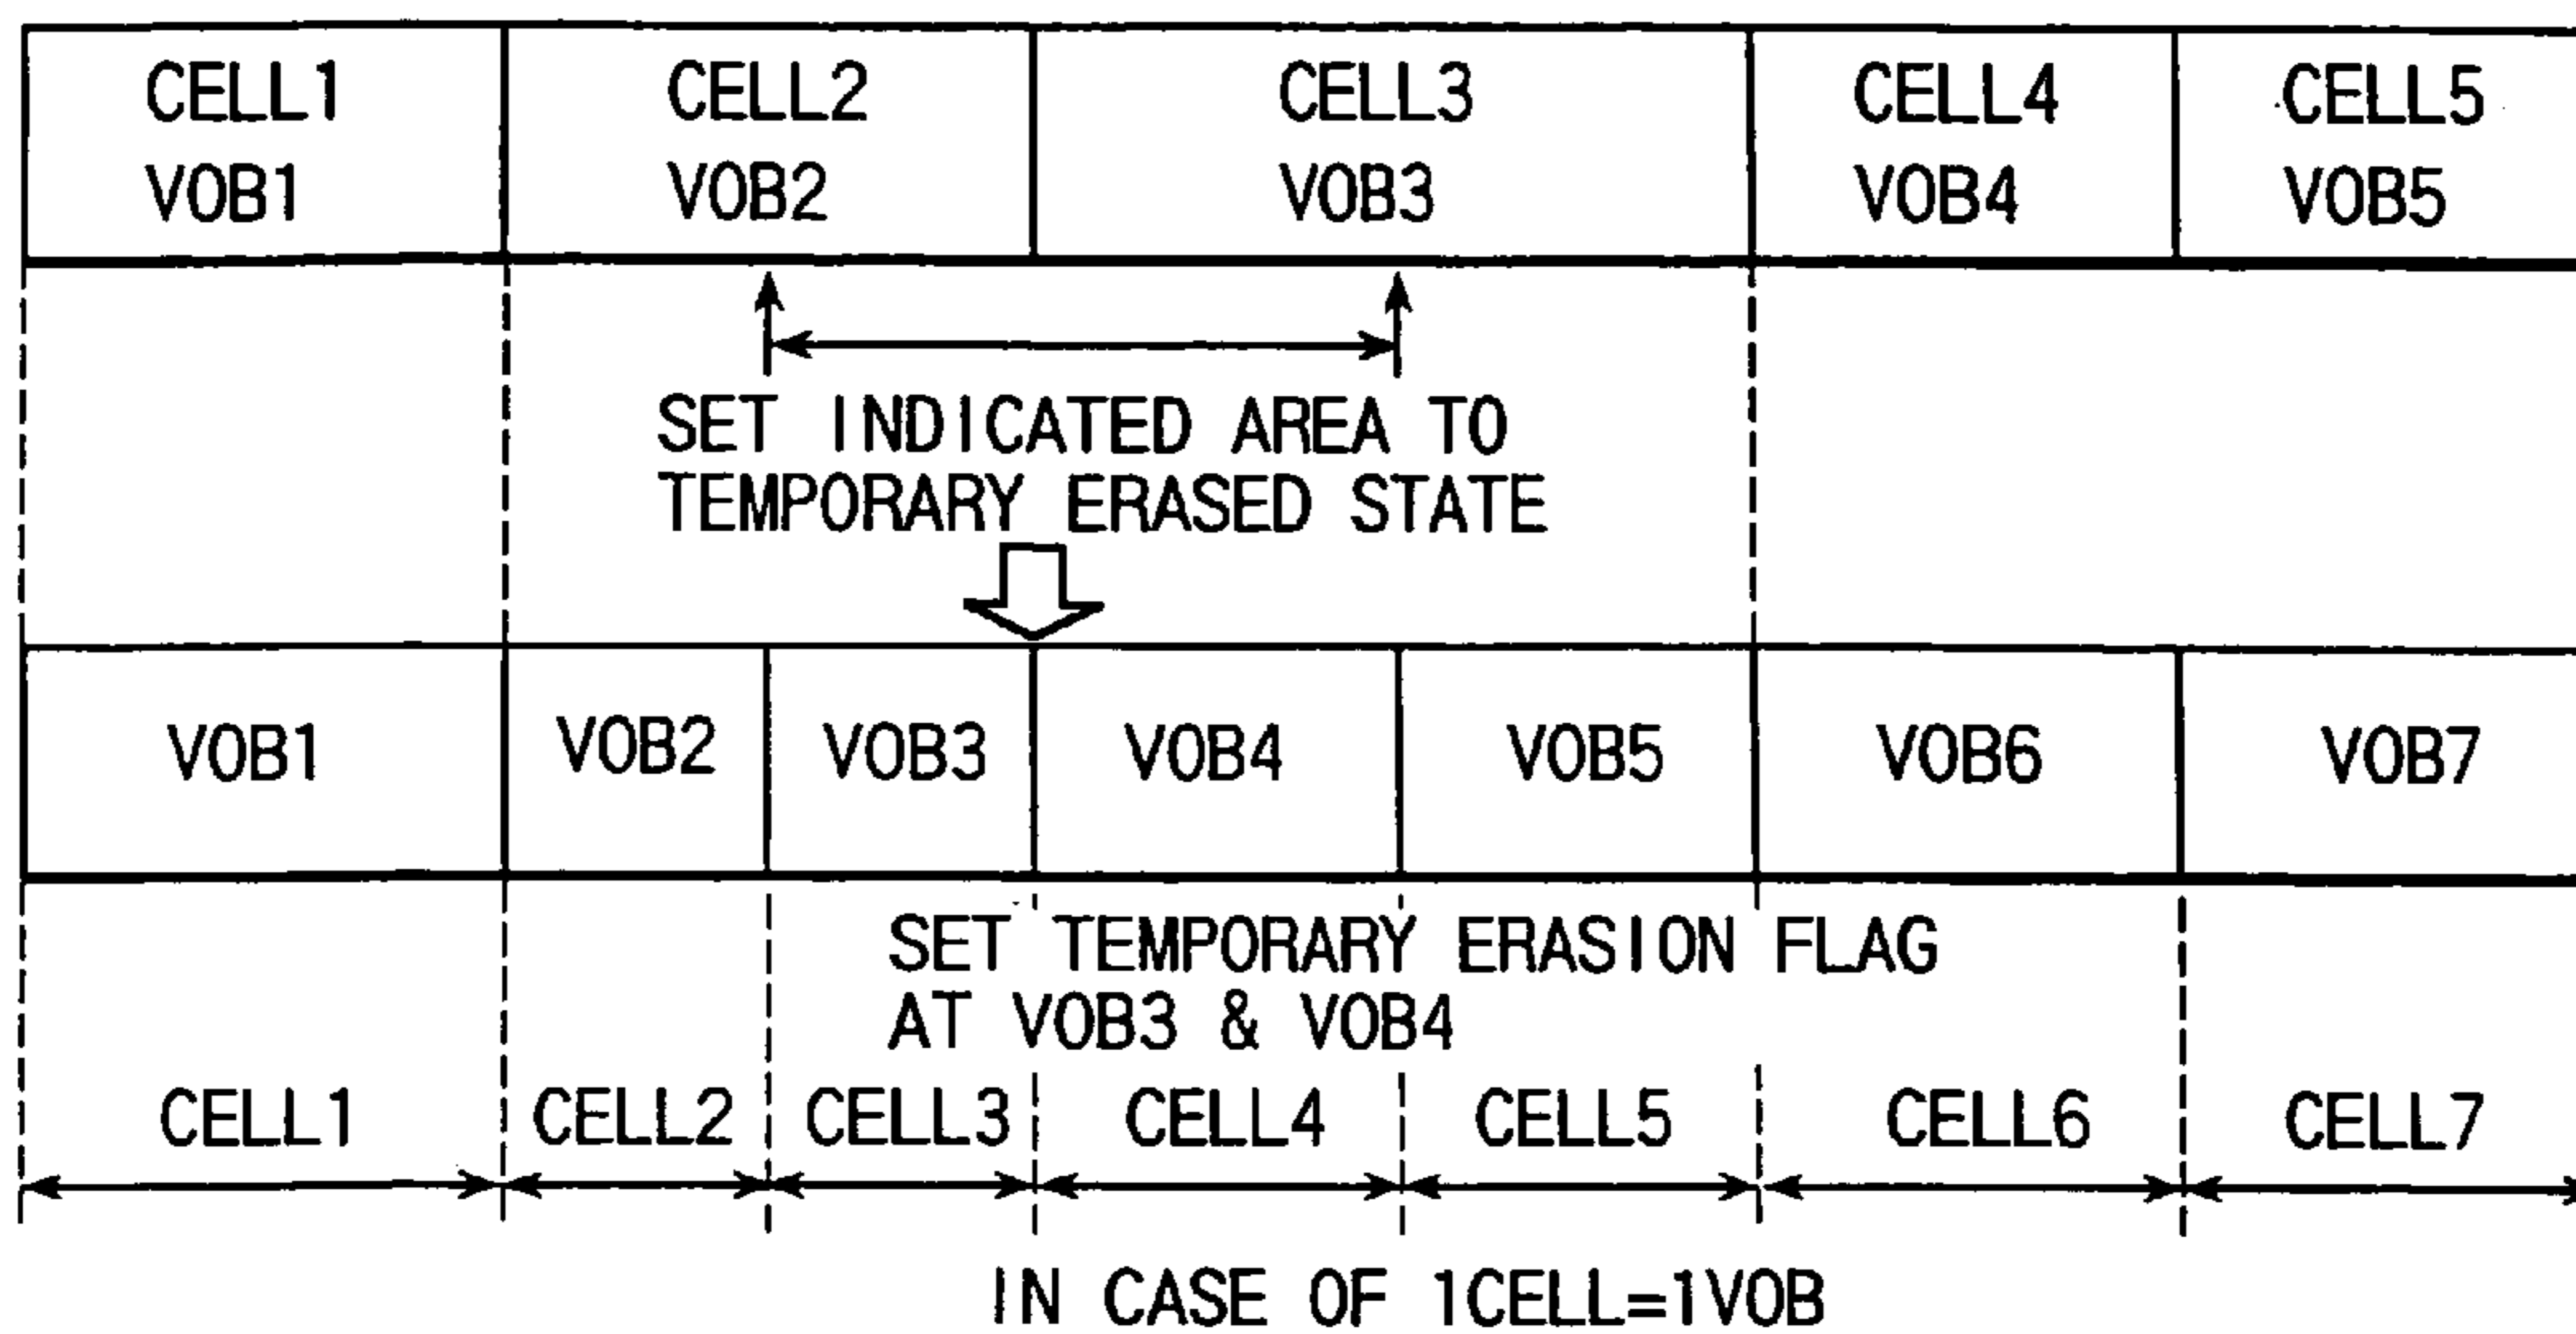 CELL1 CELL2 CELL3 CELL4 CELL5
VOB1 VOB2 VOB3 VOB4 VOB5
SET INDICATED AREA TO
TEMPORARY ERASED STATE
VOB1 VOB2 VOB3 VOB4 VOB5 VOB6 VOB7
SET TEMPORARY ERASION FLAG
AT VOB3 & VOB4
CELL1 CELL2 CELL3 CELL4 CELL5 CELL6 CELL7
IN CASE OF 1CELL=1VOB